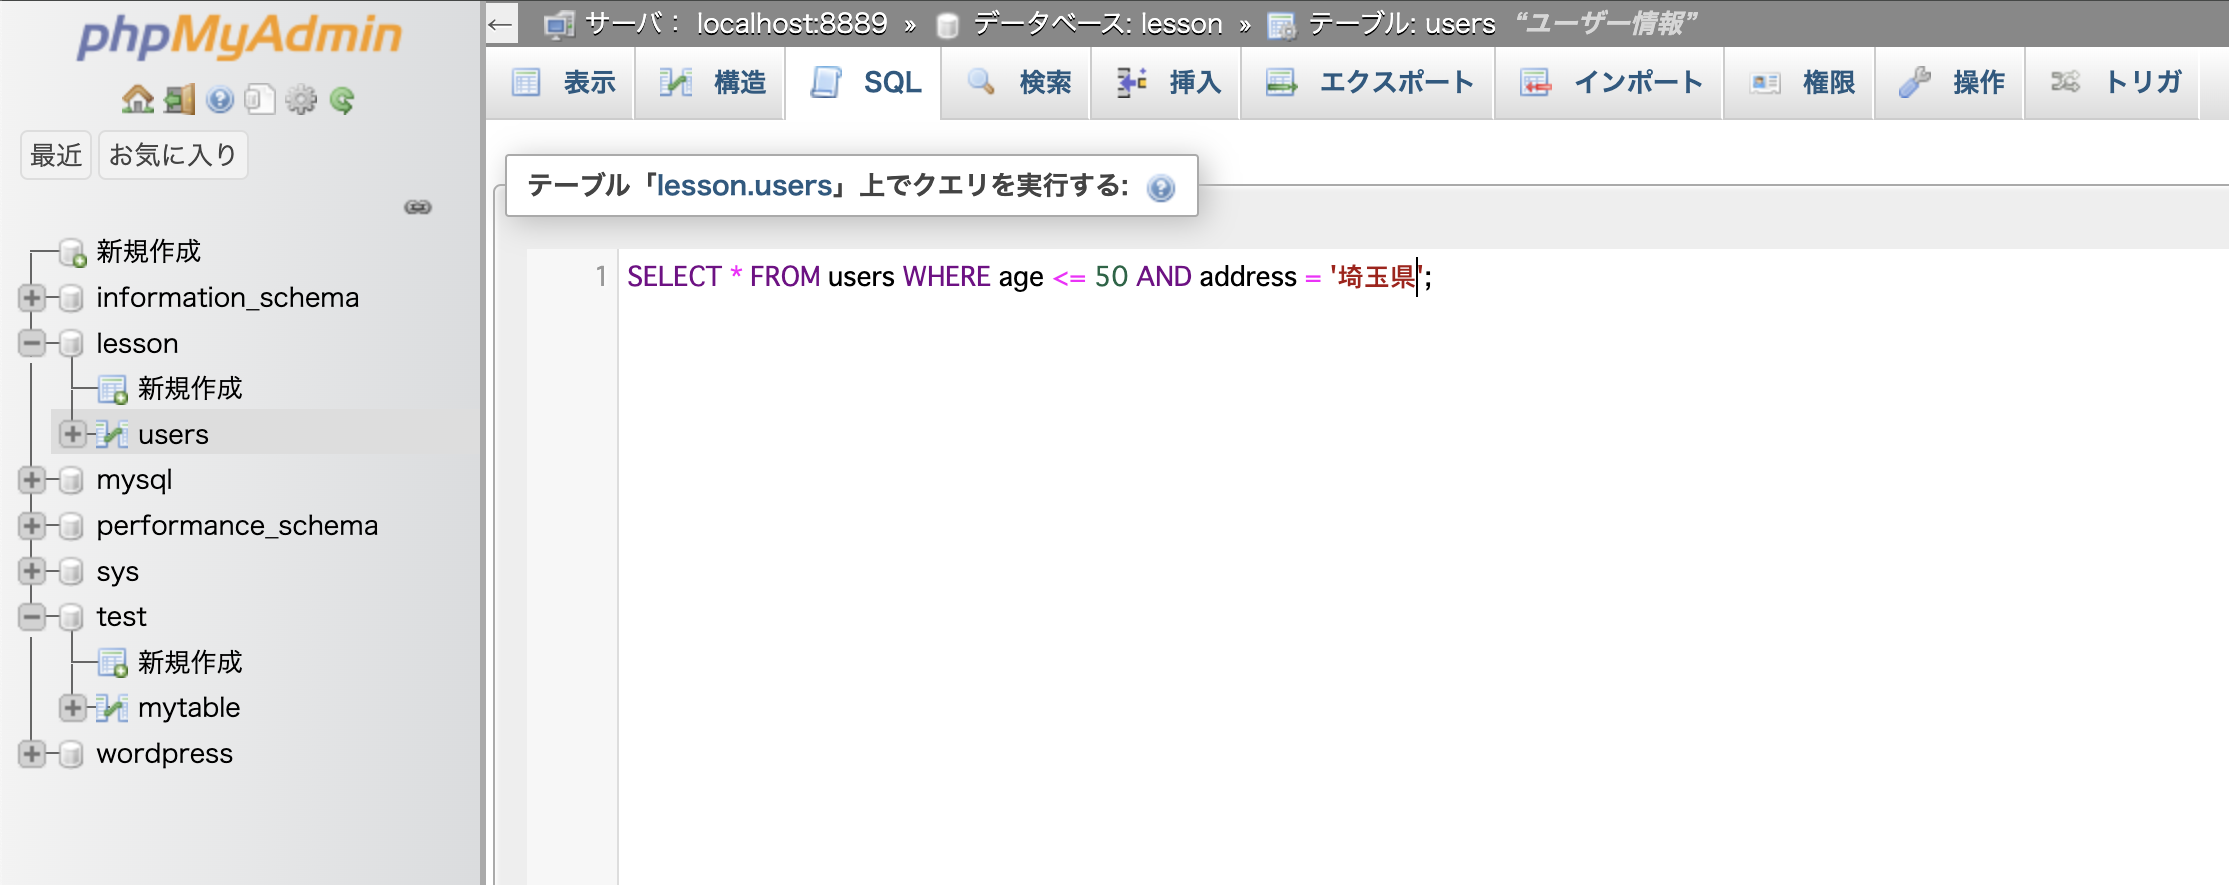 phpMyAdmin
最近 お気に入り
新規作成
information_schema
lesson
新規作成
users
mysql
performance_schema
sys
test
新規作成
mytable
wordpress
← サーバ： localhost:8889 » データベース: lesson » テーブル: users “ユーザー情報”
表示 構造 SQL 検索 挿入 エクスポート インポート 権限 操作 トリガ
テーブル「lesson.users」上でクエリを実行する:
1 SELECT * FROM users WHERE age <= 50 AND address = '埼玉県';